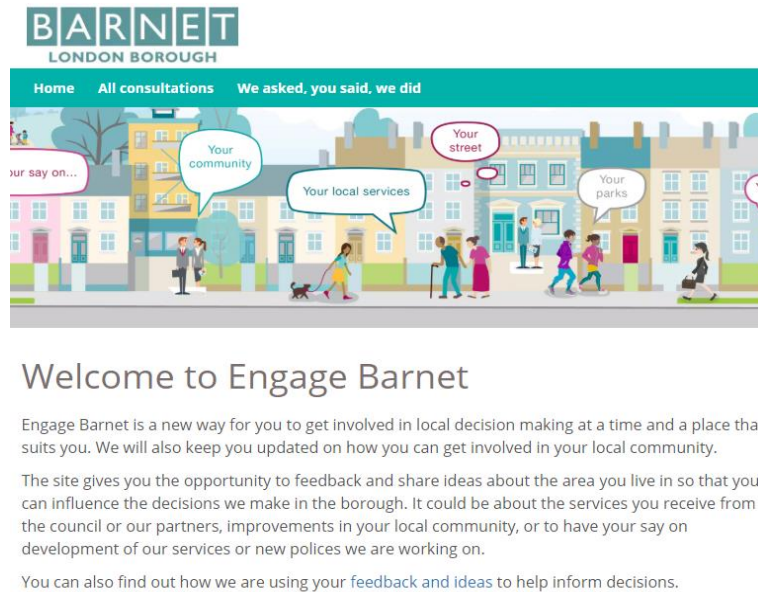 BARNET
LONDON BOROUGH
Home All consultations We asked, you said, we did
Your street
Your community
our say on...
Your local services
Your parks
Welcome to Engage Barnet
Engage Barnet is a new way for you to get involved in local decision making at a time and a place tha
suits you. We will also keep you updated on how you can get involved in your local community.
The site gives you the opportunity to feedback and share ideas about the area you live in so that you
can influence the decisions we make in the borough. It could be about the services you receive from
the council or our partners, improvements in your local community, or to have your say on
development of our services or new polices we are working on.
You can also find out how we are using your feedback and ideas to help inform decisions.